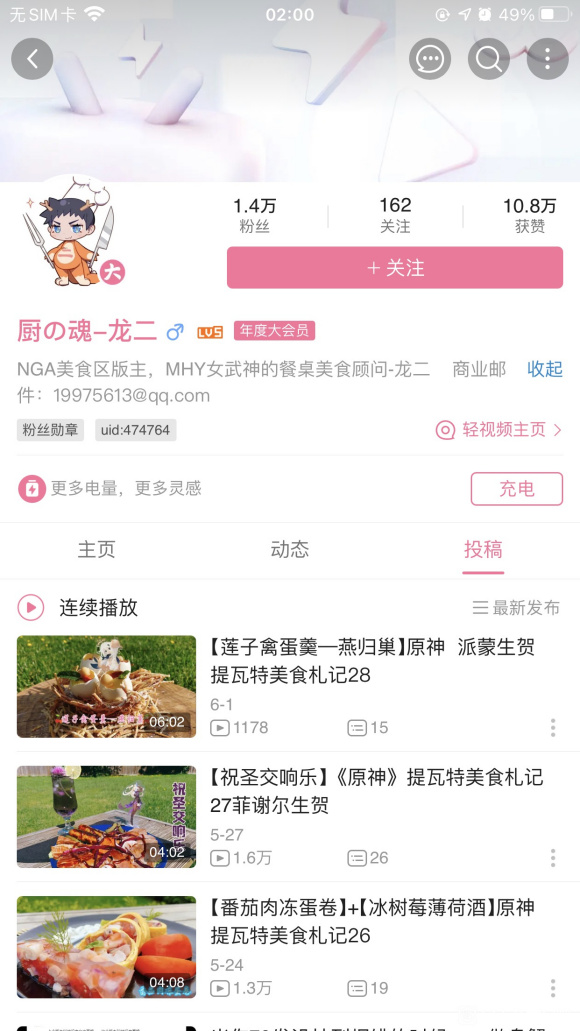 无SIM卡
02:00
49%
1.4万
162
10.8万
粉丝
关注
获赞
+ 关注
大
厨の魂-龙二
LV5
年度大会员
NGA美食区版主，MHY女武神的餐桌美食顾问-龙二 商业邮
收起
件：19975613@qq.com
粉丝勋章
uid:474764
轻视频主页
更多电量，更多灵感
充电
主页
动态
投稿
连续播放
最新发布
【莲子禽蛋羹—燕归巢】原神 派蒙生贺
提瓦特美食札记28
莲子禽蛋羹—燕归巢
06:02
6-1
1178
15
【祝圣交响乐】《原神》提瓦特美食札记
27菲谢尔生贺
祝圣交响乐
04:02
5-27
1.6万
26
【番茄肉冻蛋卷】+【冰树莓薄荷酒】原神
提瓦特美食札记26
04:08
5-24
1.3万
19